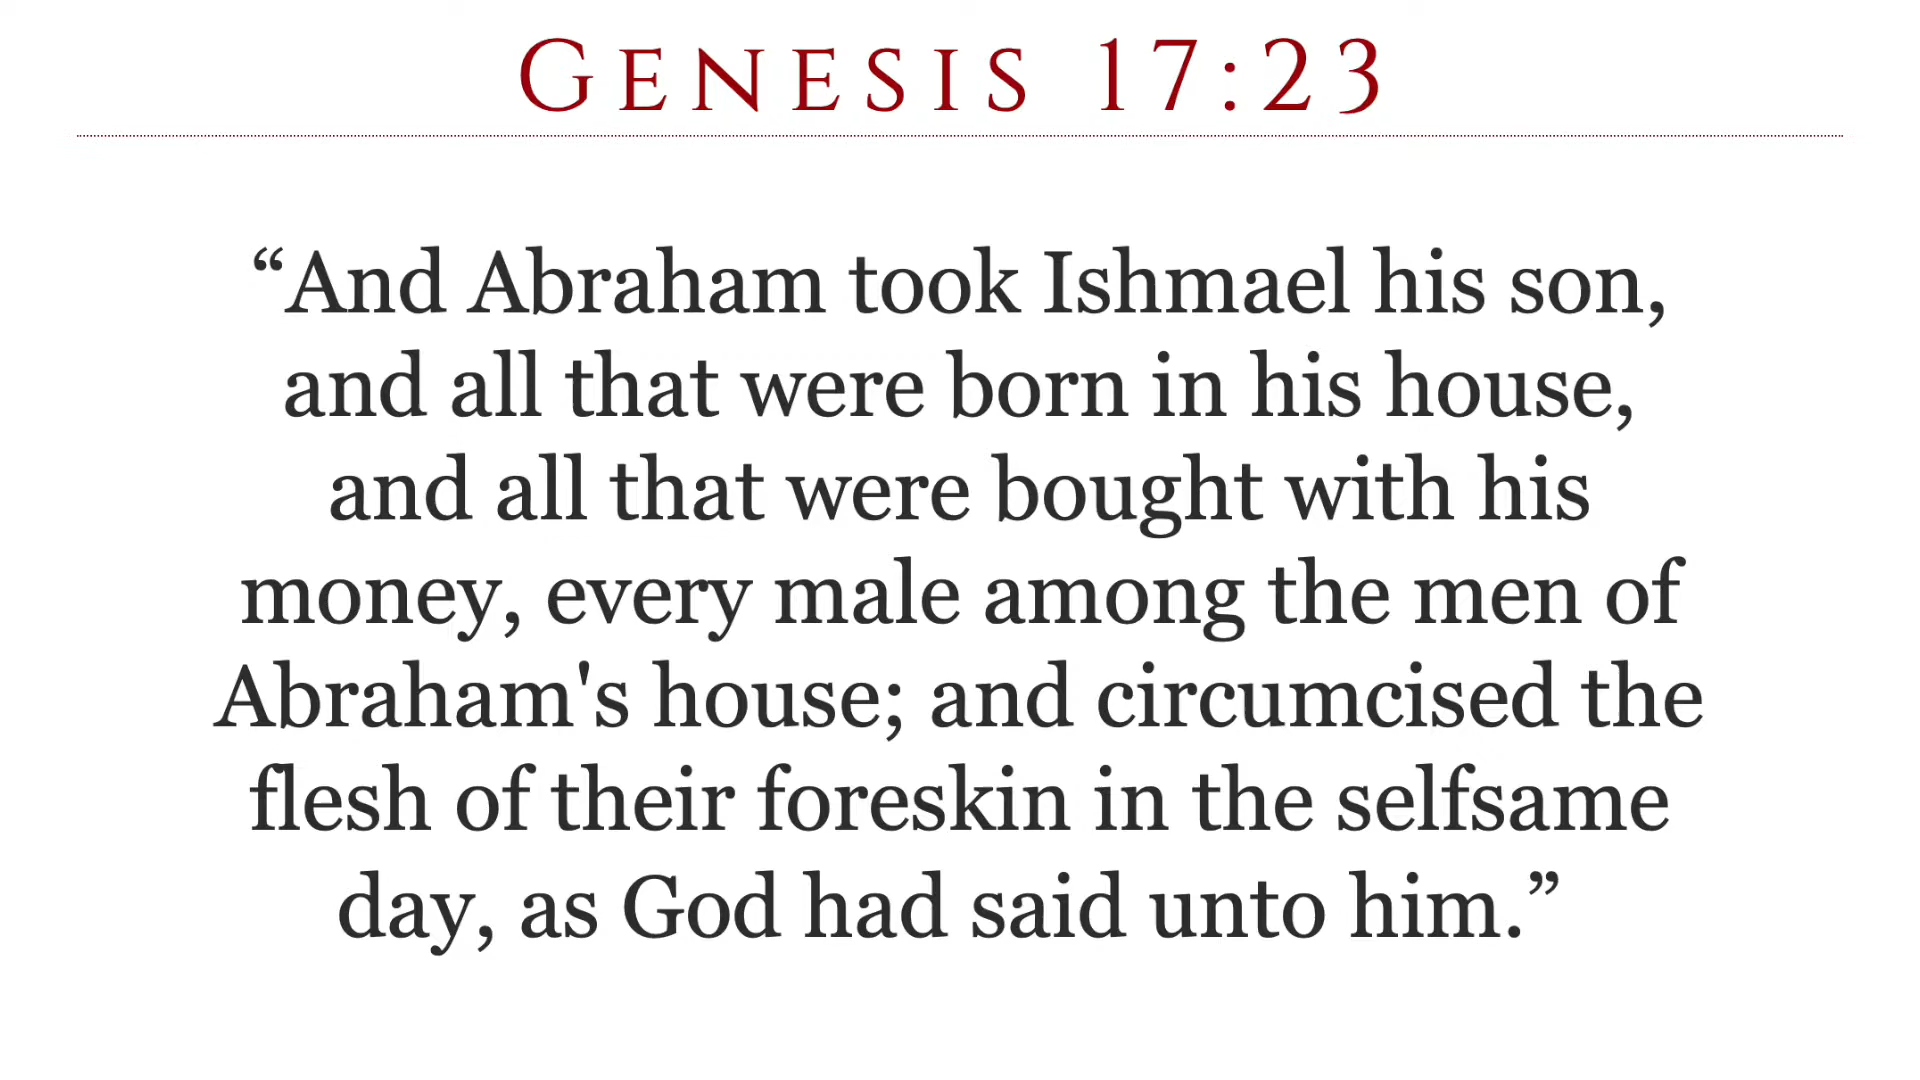 GENESIS 17:23
“And Abraham took Ishmael his son,
and all that were born in his house,
and all that were bought with his
money, every male among the men of
Abraham's house; and circumcised the
flesh of their foreskin in the selfsame
day, as God had said unto him.”